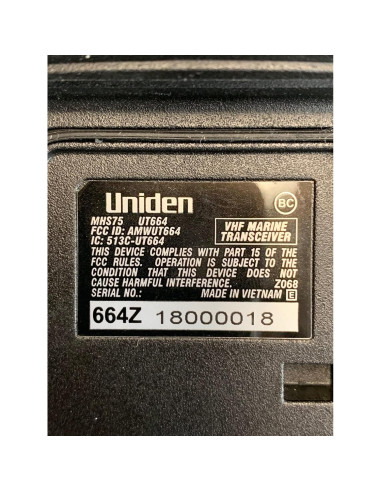 Uniden
BC
MHS75 UT664
FCC ID: AMWUT664
IC: 513C-UT664
VHF MARINE
TRANSCEIVER
THIS DEVICE COMPLIES WITH PART 15 OF THE
FCC RULES. OPERATION IS SUBJECT TO THE
CONDITION THAT THIS DEVICE DOES NOT
CAUSE HARMFUL INTERFERENCE. Z068
SERIAL NO.: MADE IN VIETNAM E
664Z 18000018